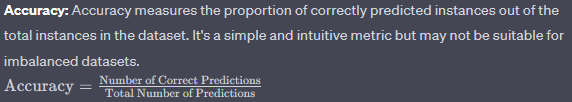 Accuracy: Accuracy measures the proportion of correctly predicted instances out of the
total instances in the dataset. It's a simple and intuitive metric but may not be suitable for
imbalanced datasets.
Accuracy = Number of Correct Predictions / Total Number of Predictions